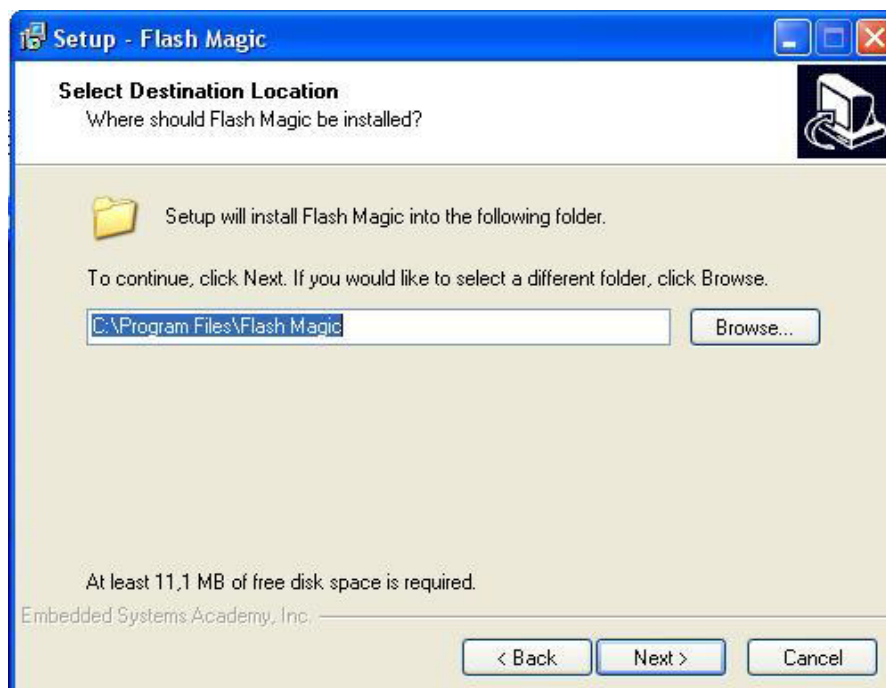 Setup - Flash Magic
Select Destination Location
Where should Flash Magic be installed?
Setup will install Flash Magic into the following folder.
To continue, click Next. If you would like to select a different folder, click Browse.
C:\Program Files\Flash Magic
Browse...
At least 11,1 MB of free disk space is required.
Embedded Systems Academy, Inc.
< Back
Next >
Cancel